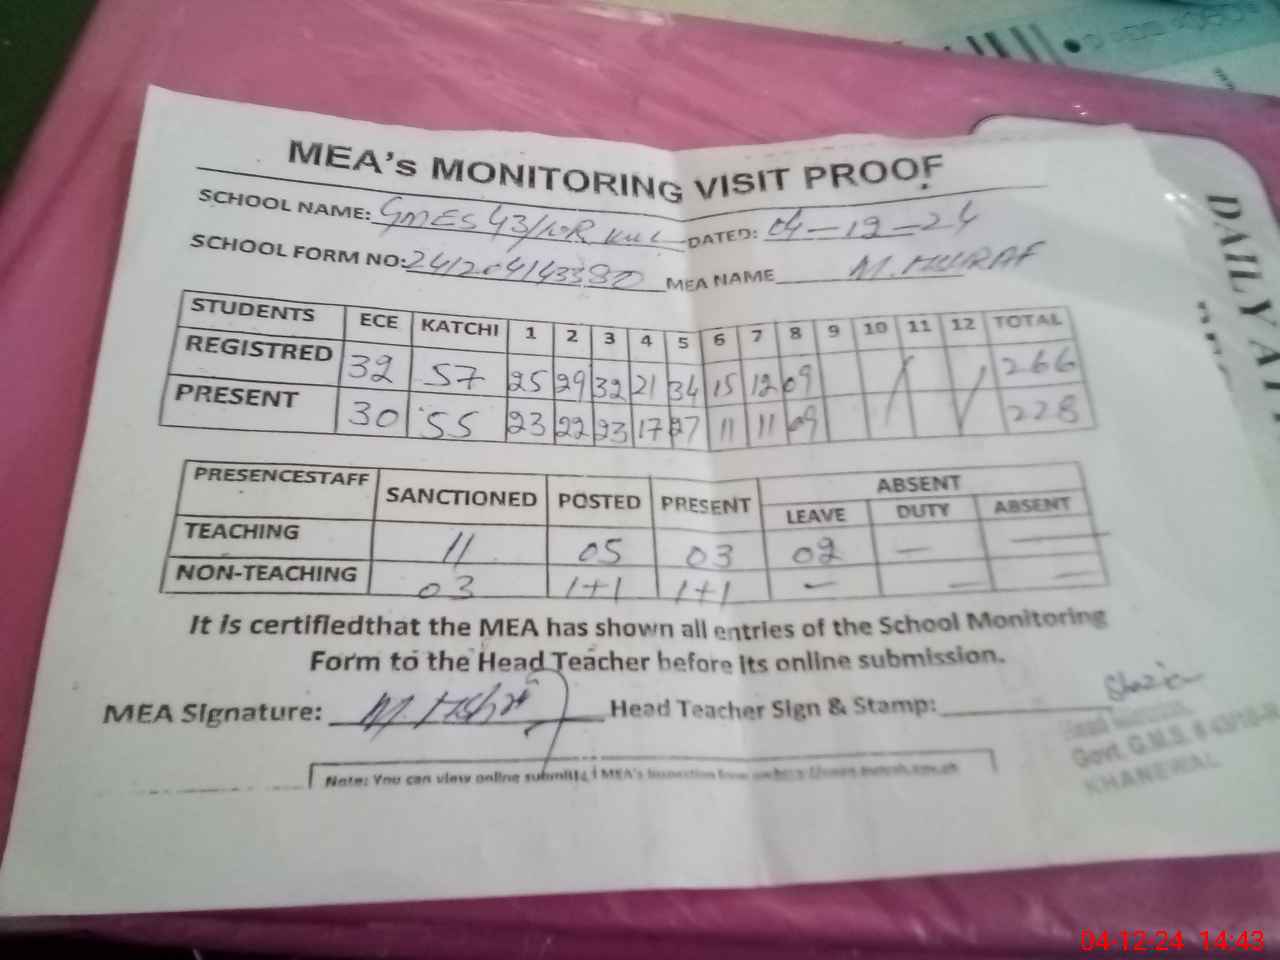 MEA's MONITORING VISIT PROOF
SCHOOL NAME: GMES 43/10R DATED: 04-12-24
SCHOOL FORM NO: MEA NAME M.
STUDENTS ECE KATCHI 1 2 3 4 5 6 7 8 9 10 11 12 TOTAL
REGISTRED 32 57 25 29 32 21 34 15 12 09 266
PRESENT 30 55 23 22 23 17 27 11 11 09 228
PRESENCESTAFF SANCTIONED POSTED PRESENT ABSENT
LEAVE DUTY ABSENT
TEACHING 11 05 03 02 — —
NON-TEACHING 03 1+1 1+1 — — —
It is certifiedthat the MEA has shown all entries of the School Monitoring
Form to the Head Teacher before its online submission.
MEA Signature: Head Teacher Sign & Stamp:
Govt. G.M.S.
KHANEWAL
Note: You can view online MEA's
DAILY
04-12-24 14:43